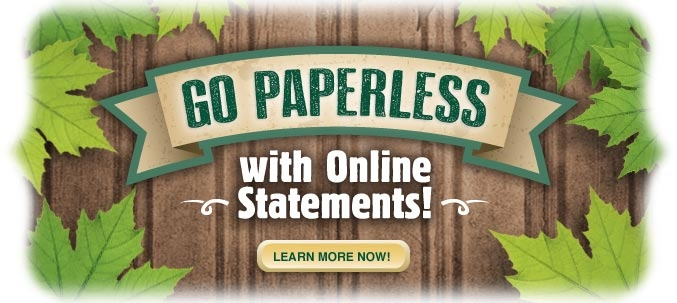 GO PAPERLESS
with Online
Statements!
LEARN MORE NOW!